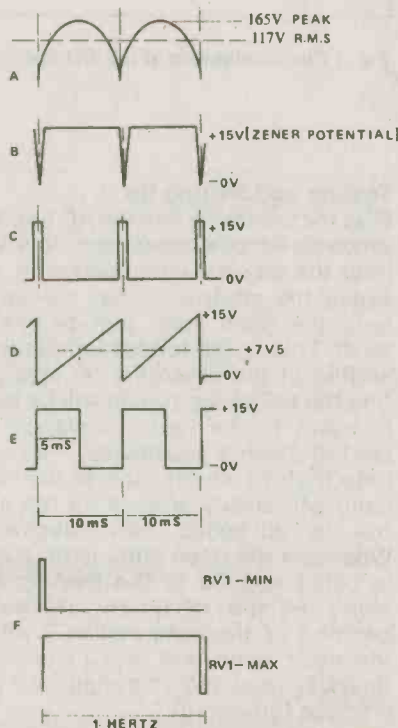 165V PEAK
117V R.M.S
A
+15V[ZENER POTENTIAL]
B
0V
+15V
C
0V
+15V
D
+7V5
0V
+15V
E
5mS
0V
10mS
10mS
RV1-MIN
F
RV1-MAX
1 HERTZ